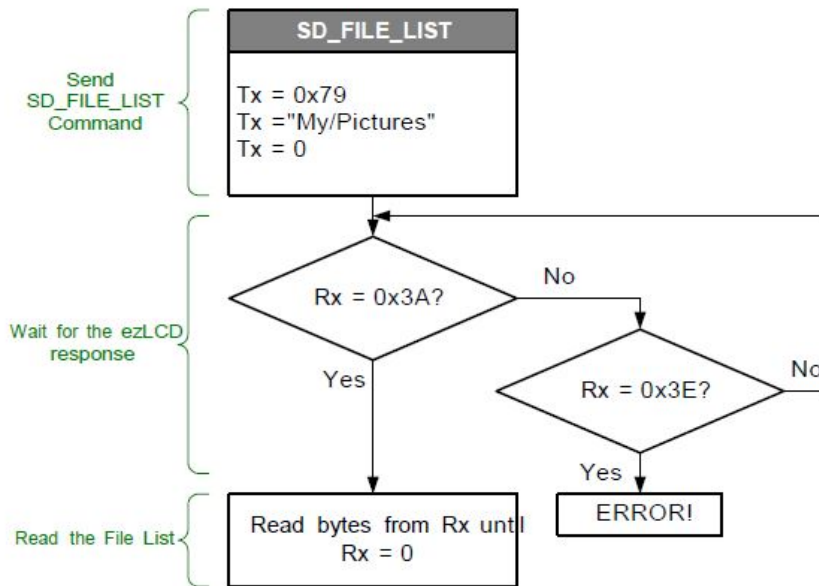 SD_FILE_LIST
Send
SD_FILE_LIST
Command
Tx = 0x79
Tx ="My/Pictures"
Tx = 0
Wait for the ezLCD
response
Rx = 0x3A?
No
Yes
Rx = 0x3E?
No
Yes
ERROR!
Read the File List
Read bytes from Rx until
Rx = 0